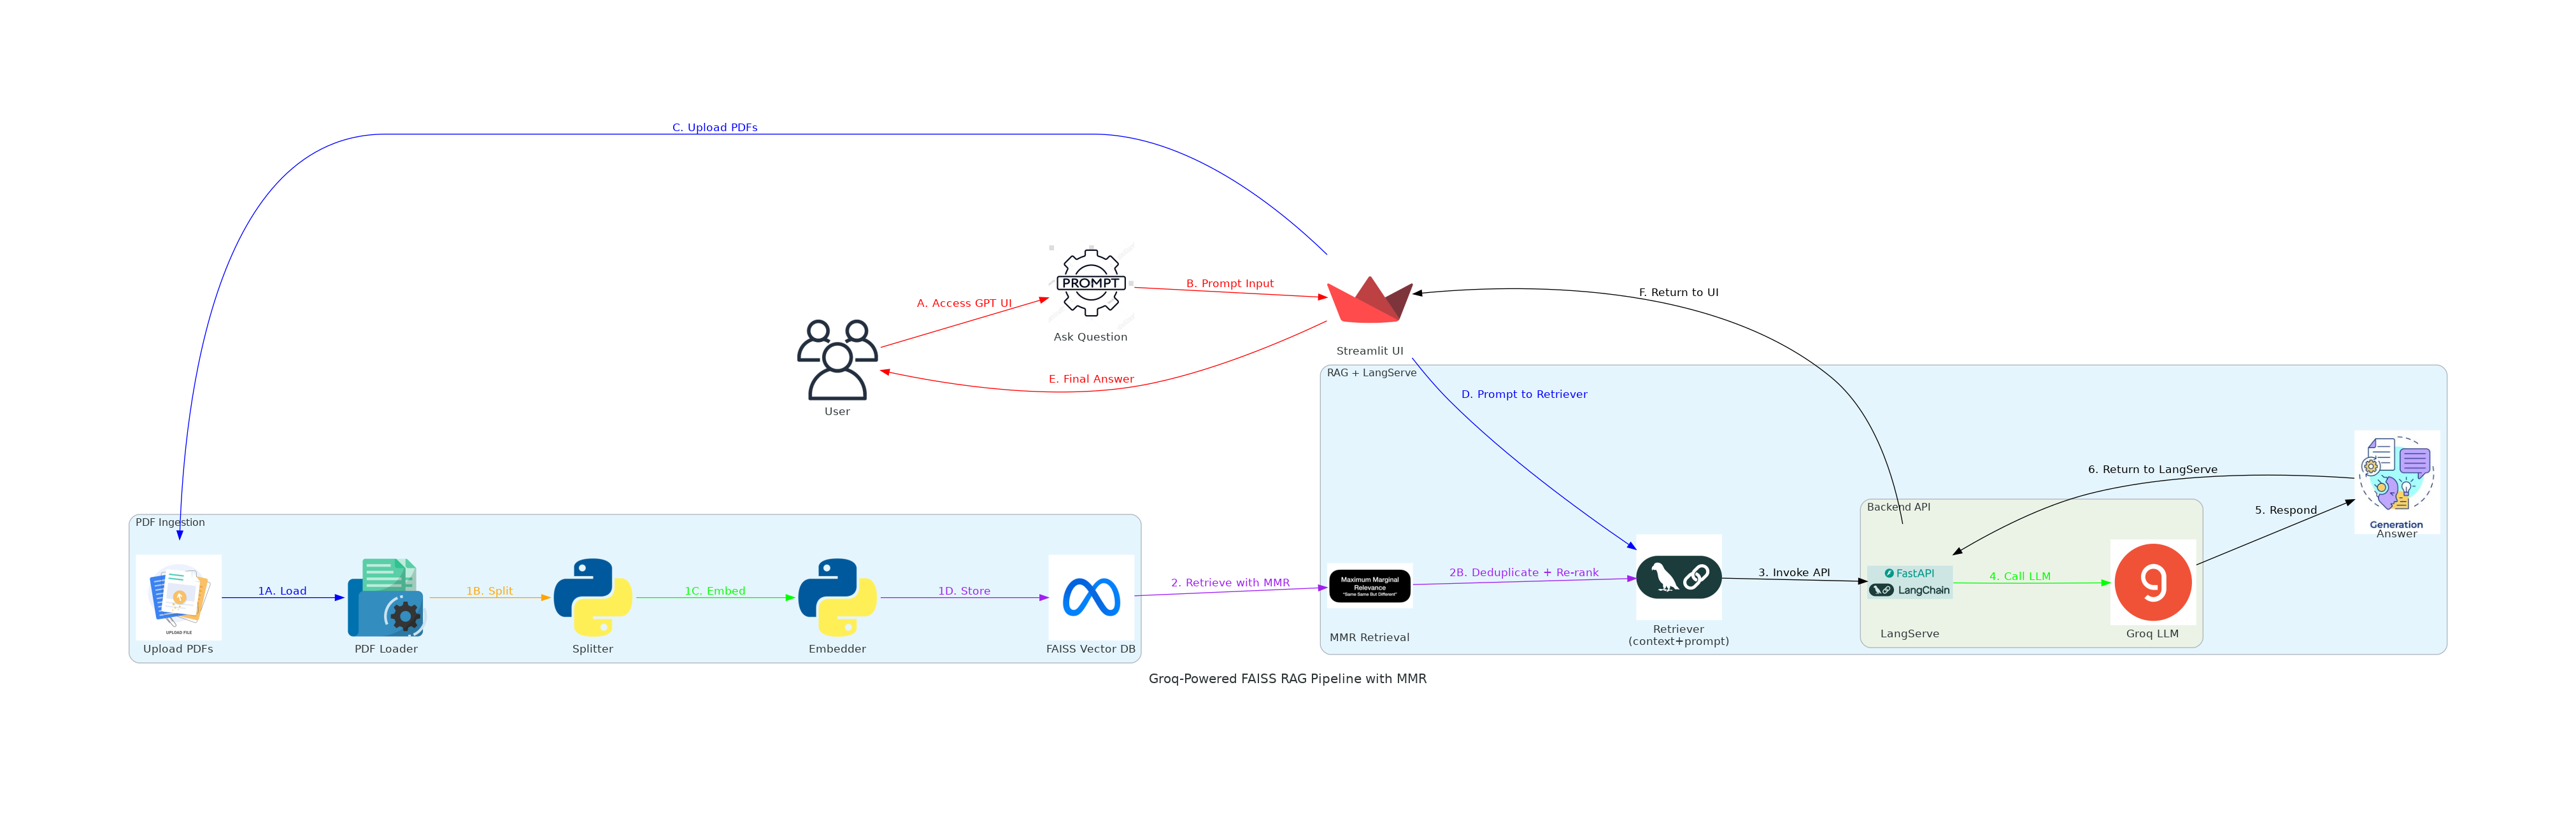 C. Upload PDFs
PROMPT
Ask Question
A. Access GPT UI
B. Prompt Input
User
E. Final Answer
Streamlit UI
F. Return to UI
RAG + LangServe
D. Prompt to Retriever
PDF Ingestion
UPLOAD FILE
Upload PDFs
1A. Load
PDF Loader
1B. Split
Splitter
1C. Embed
Embedder
1D. Store
FAISS Vector DB
2. Retrieve with MMR
Maximum Marginal
Relevance
"Same Same But Different"
MMR Retrieval
2B. Deduplicate + Re-rank
Retriever
(context+prompt)
3. Invoke API
Backend API
FastAPI
LangChain
LangServe
4. Call LLM
g
Groq LLM
5. Respond
6. Return to LangServe
Generation
Answer
Groq-Powered FAISS RAG Pipeline with MMR